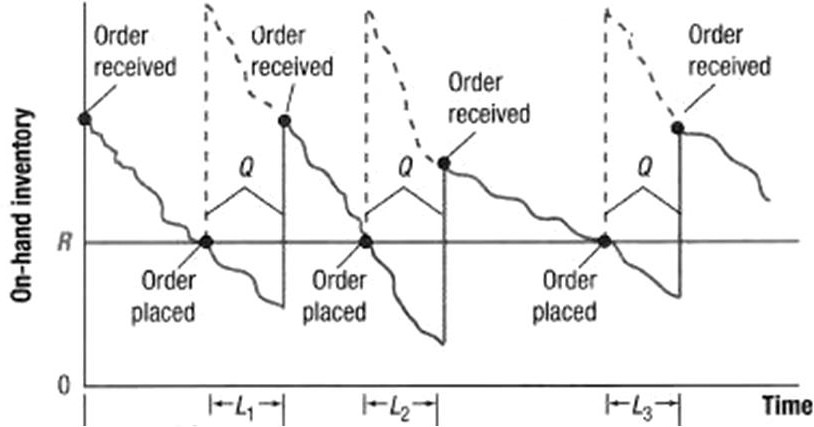 Order
received
Order
received
Order
received
Order
received
Q
Q
Q
On-hand inventory
R
Order
placed
Order
placed
Order
placed
0
L1
L2
L3
Time